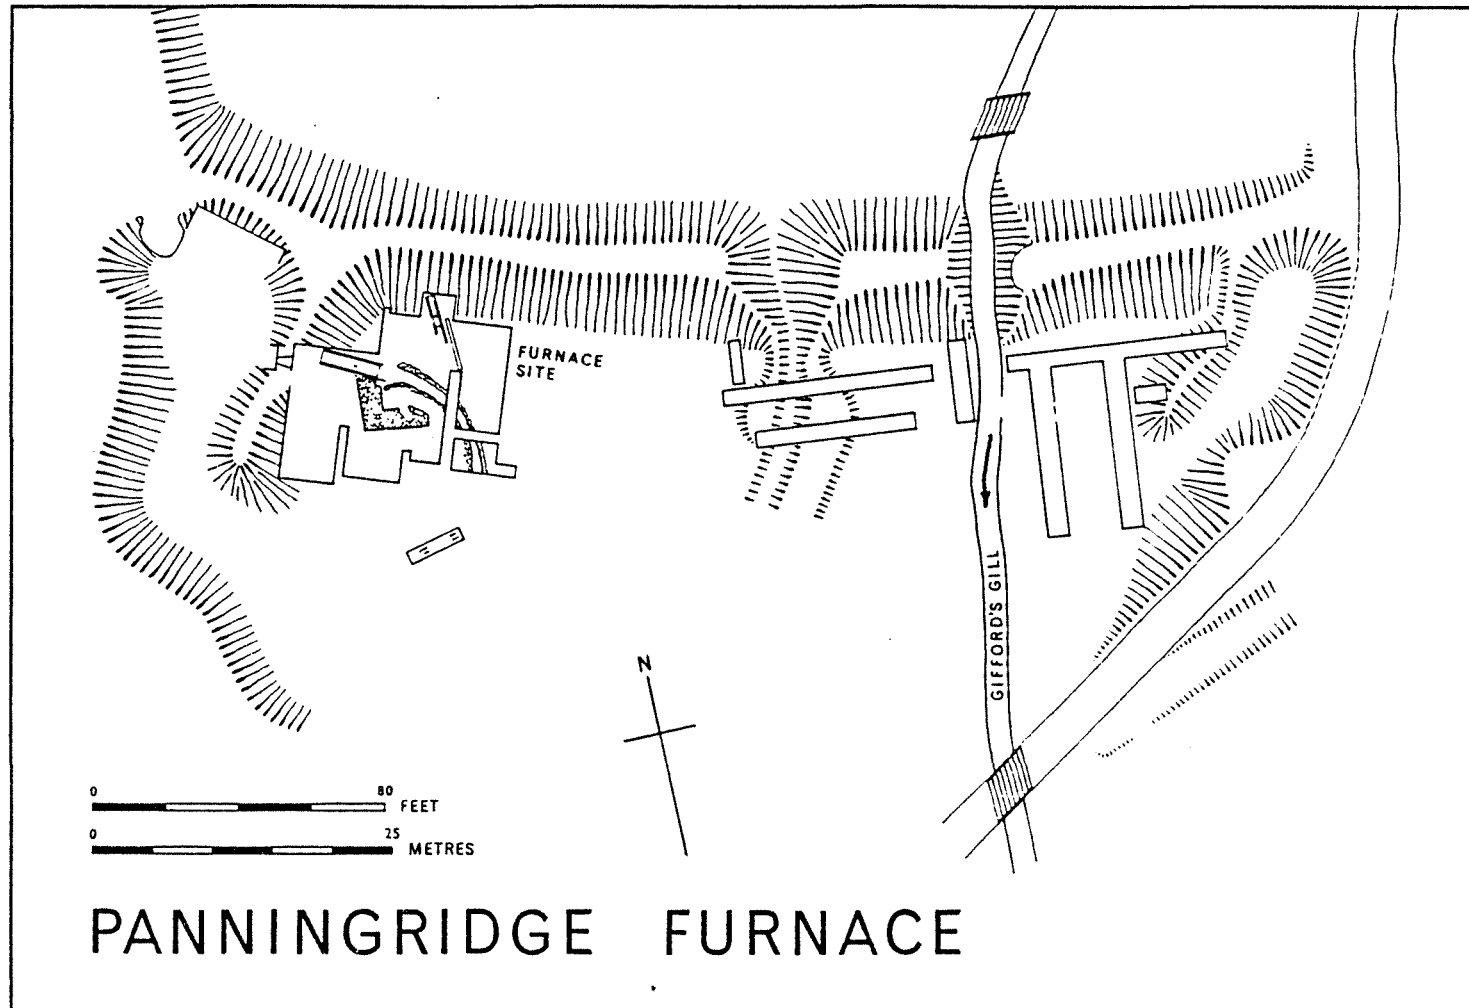 FURNACE
SITE
GIFFORD'S GILL
N
0 80 FEET
0 25 METRES
PANNINGRIDGE FURNACE